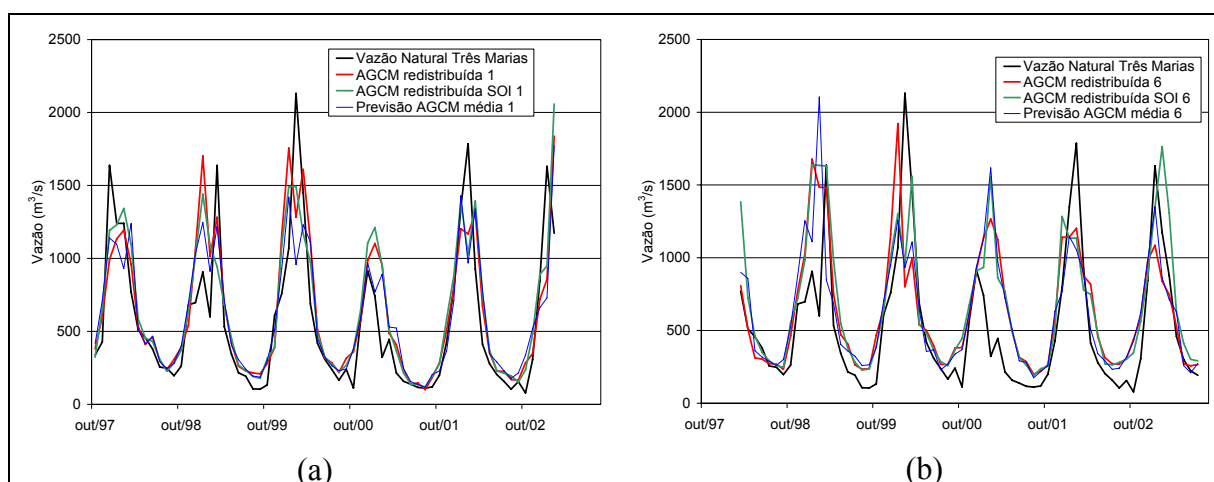 2500
2000
1500
1000
500
0
Vazão (m³/s)
Vazão Natural Três Marias
AGCM redistribuída 1
AGCM redistribuída SOI 1
Previsão AGCM média 1
out/97
out/98
out/99
out/00
out/01
out/02
(a)
2500
2000
1500
1000
500
0
Vazão (m³/s)
Vazão Natural Três Marias
AGCM redistribuída 6
AGCM redistribuída SOI 6
Previsão AGCM média 6
out/97
out/98
out/99
out/00
out/01
out/02
(b)